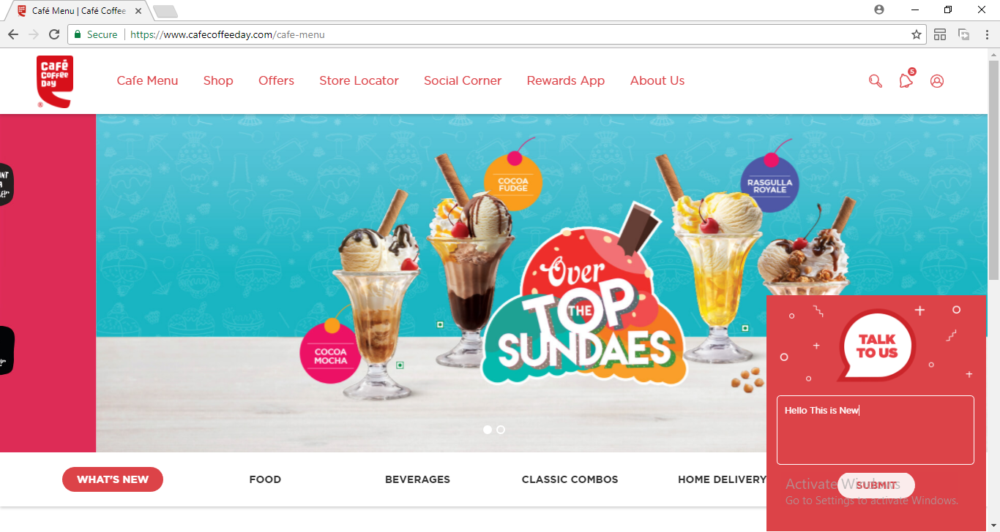 Café Menu | Café Coffee
Secure
https://www.cafecoffeeday.com/cafe-menu
Café
Coffee
Day
®
Cafe Menu
Shop
Offers
Store Locator
Social Corner
Rewards App
About Us
5
COCOA
FUDGE
RASGULLA
ROYALE
Over
THE
TOP
SUNDAES
COCOA
MOCHA
TALK
TO US
Hello This is New
SUBMIT
Activate Windows
Go to Settings to activate Windows.
WHAT'S NEW
FOOD
BEVERAGES
CLASSIC COMBOS
HOME DELIVERY